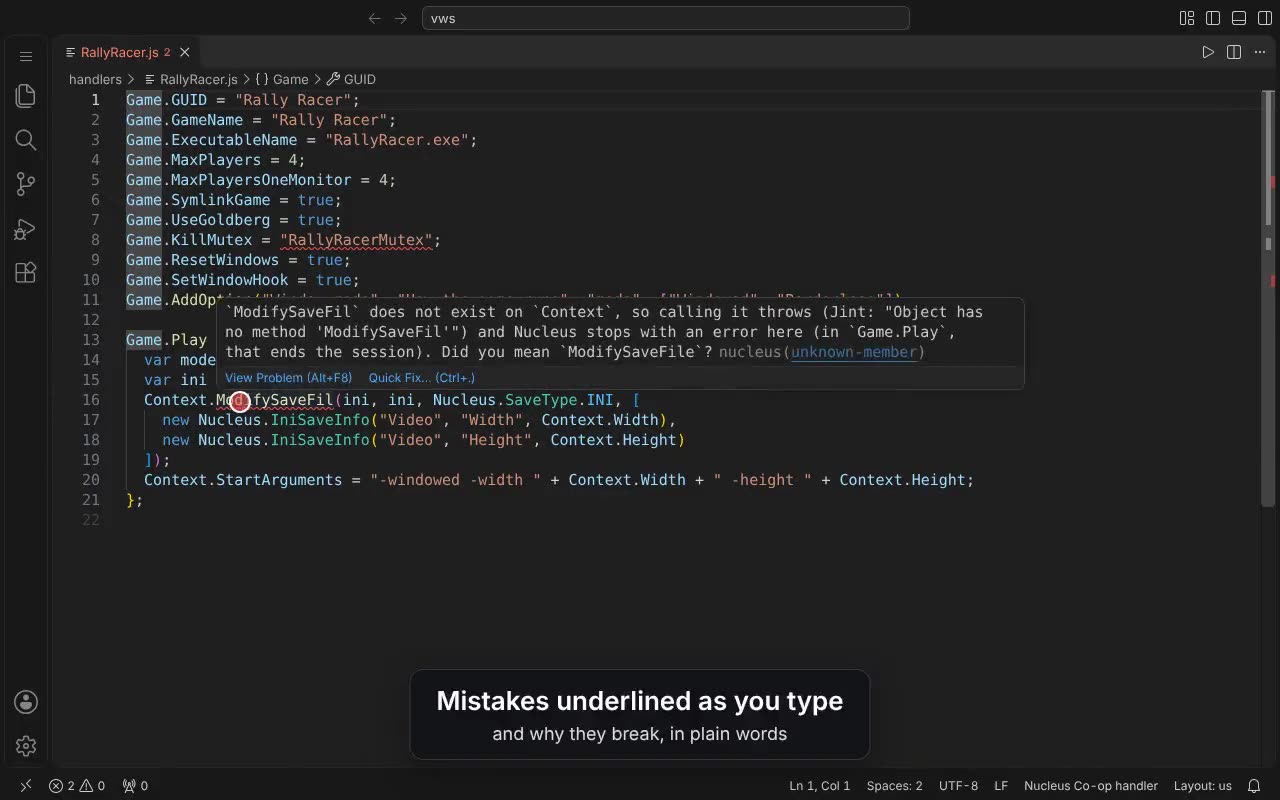 vws
RallyRacer.js 2
handlers > RallyRacer.js > {} Game > GUID
1 Game.GUID = "Rally Racer";
2 Game.GameName = "Rally Racer";
3 Game.ExecutableName = "RallyRacer.exe";
4 Game.MaxPlayers = 4;
5 Game.MaxPlayersOneMonitor = 4;
6 Game.SymlinkGame = true;
7 Game.UseGoldberg = true;
8 Game.KillMutex = "RallyRacerMutex";
9 Game.ResetWindows = true;
10 Game.SetWindowHook = true;
11 Game.AddOption(
12
`ModifySaveFil` does not exist on `Context`, so calling it throws (Jint: "Object has
no method 'ModifySaveFil'") and Nucleus stops with an error here (in `Game.Play`,
that ends the session). Did you mean `ModifySaveFile`? nucleus(unknown-member)
View Problem (Alt+F8) Quick Fix... (Ctrl+.)
13 Game.Play
14 var mode
15 var ini
16 Context.ModifySaveFil(ini, ini, Nucleus.SaveType.INI, [
17 new Nucleus.IniSaveInfo("Video", "Width", Context.Width),
18 new Nucleus.IniSaveInfo("Video", "Height", Context.Height)
19 ]);
20 Context.StartArguments = "-windowed -width " + Context.Width + " -height " + Context.Height;
21 };
22
Mistakes underlined as you type
and why they break, in plain words
2 0 0 Ln 1, Col 1 Spaces: 2 UTF-8 LF Nucleus Co-op handler Layout: us